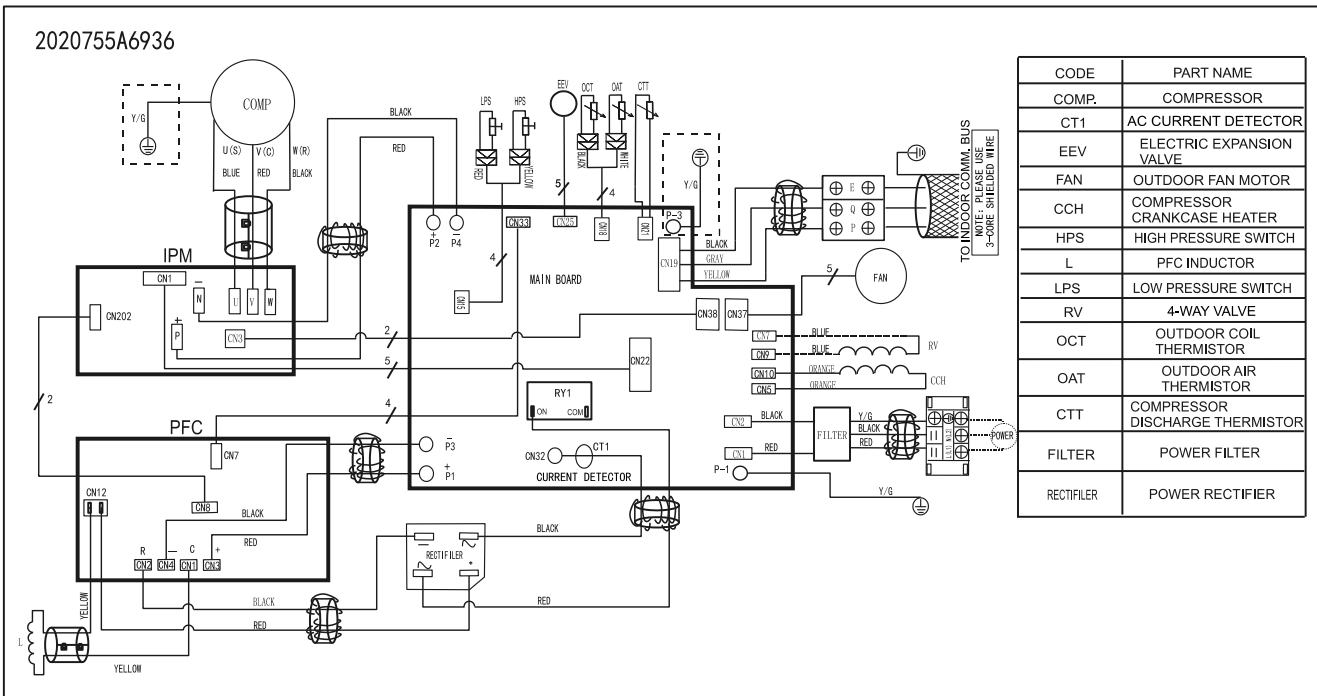 2020755A6936
COMP
Y/G
U(S)
V(C)
W(R)
BLUE
RED
BLACK
BLACK
RED
LPS
HPS
RED
YELLOW
EEV
OCT
OAT
CTT
BLACK
WHITE
5
4
4
Y/G
P-3
CN33
CN25
CN18
CN21
+
P2
—
P4
MAIN BOARD
CN15
CN19
BLACK
GRAY
YELLOW
E
Q
P
TO INDOOR COMM. BUS
NOTE: PLEASE USE
3-CORE SHIELDED WIRE
5
FAN
CN38
CN37
CN7
BLUE
CN9
BLUE
RV
CN10
ORANGE
CN5
ORANGE
CCH
CN22
RY1
ON
COM
CN2
BLACK
CN1
RED
FILTER
Y/G
BLACK
RED
POWER
P-1
Y/G
CN32
CT1
CURRENT DETECTOR
—
P3
+
P1
IPM
CN1
CN202
—
N
+
P
U
V
W
CN3
2
5
4
2
PFC
CN7
CN12
CN8
BLACK
RED
R
—
C
+
CN2
CN4
CN1
CN3
RECTIFILER
BLACK
RED
BLACK
RED
YELLOW
YELLOW
L
CODE PART NAME
COMP. COMPRESSOR
CT1 AC CURRENT DETECTOR
EEV ELECTRIC EXPANSION
VALVE
FAN OUTDOOR FAN MOTOR
CCH COMPRESSOR
CRANKCASE HEATER
HPS HIGH PRESSURE SWITCH
L PFC INDUCTOR
LPS LOW PRESSURE SWITCH
RV 4-WAY VALVE
OCT OUTDOOR COIL
THERMISTOR
OAT OUTDOOR AIR
THERMISTOR
CTT COMPRESSOR
DISCHARGE THERMISTOR
FILTER POWER FILTER
RECTIFILER POWER RECTIFIER